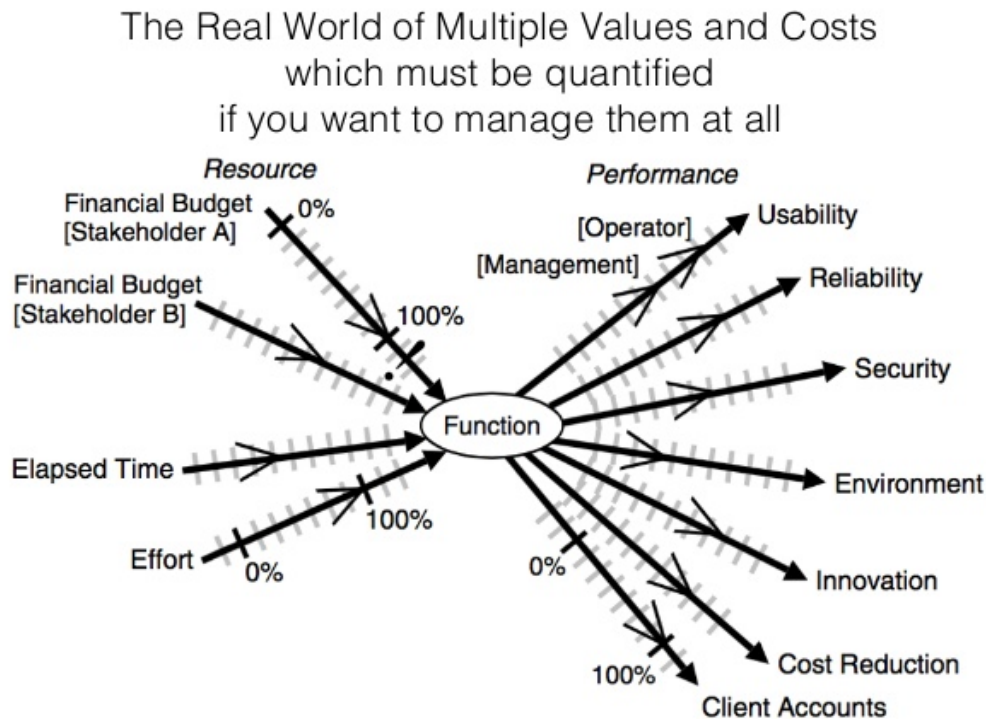 The Real World of Multiple Values and Costs
which must be quantified
if you want to manage them at all
Resource
Performance
Financial Budget
[Stakeholder A]
0%
[Operator]
Usability
[Management]
Reliability
Financial Budget
[Stakeholder B]
100%
Security
Function
Elapsed Time
Environment
100%
Effort
0%
0%
Innovation
Cost Reduction
100%
Client Accounts